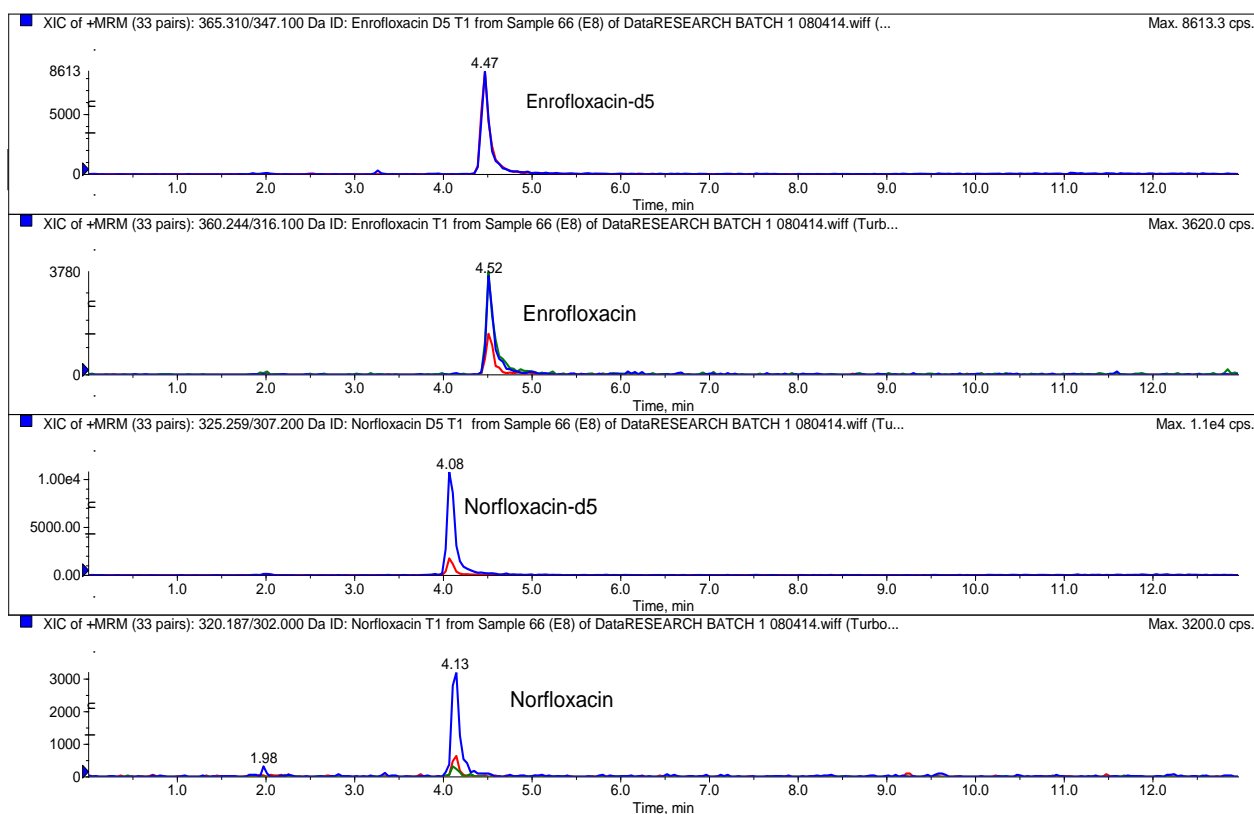 XIC of +MRM (33 pairs): 365.310/347.100 Da ID: Enrofloxacin D5 T1 from Sample 66 (E8) of DataRESEARCH BATCH 1 080414.wiff (... Max. 8613.3 cps.
4.47
8613
Enrofloxacin-d5
5000
0
1.0 2.0 3.0 4.0 5.0 6.0 7.0 8.0 9.0 10.0 11.0 12.0
Time, min
XIC of +MRM (33 pairs): 360.244/316.100 Da ID: Enrofloxacin T1 from Sample 66 (E8) of DataRESEARCH BATCH 1 080414.wiff (Turb... Max. 3620.0 cps.
4.52
3780
Enrofloxacin
0
1.0 2.0 3.0 4.0 5.0 6.0 7.0 8.0 9.0 10.0 11.0 12.0
Time, min
XIC of +MRM (33 pairs): 325.259/307.200 Da ID: Norfloxacin D5 T1 from Sample 66 (E8) of DataRESEARCH BATCH 1 080414.wiff (Tu... Max. 1.1e4 cps.
4.08
1.00e4
Norfloxacin-d5
5000.00
0.00
1.0 2.0 3.0 4.0 5.0 6.0 7.0 8.0 9.0 10.0 11.0 12.0
Time, min
XIC of +MRM (33 pairs): 320.187/302.000 Da ID: Norfloxacin T1 from Sample 66 (E8) of DataRESEARCH BATCH 1 080414.wiff (Turbo... Max. 3200.0 cps.
4.13
3000
Norfloxacin
2000
1000
1.98
0
1.0 2.0 3.0 4.0 5.0 6.0 7.0 8.0 9.0 10.0 11.0 12.0
Time, min